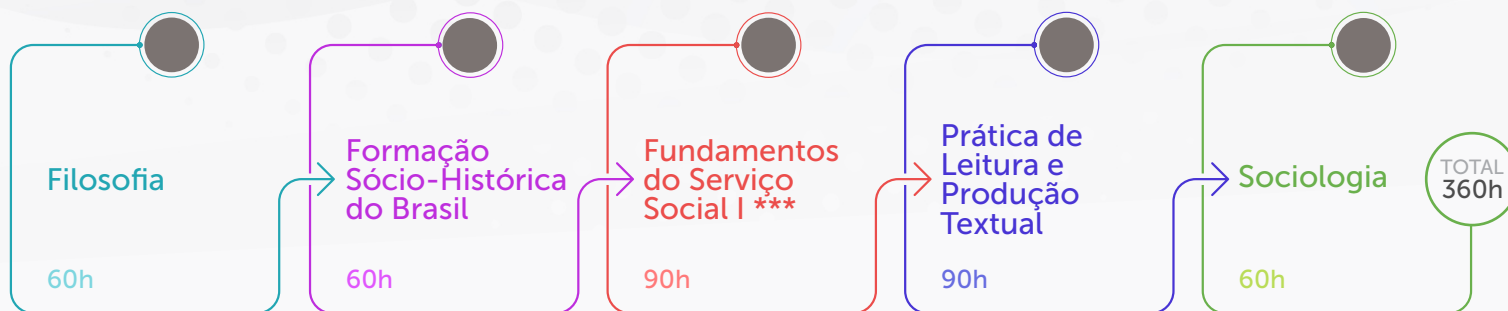 Filosofia
60h
Formação
Sócio-Histórica
do Brasil
60h
Fundamentos
do Serviço
Social I ***
90h
Prática de
Leitura e
Produção
Textual
90h
Sociologia
60h
TOTAL
360h